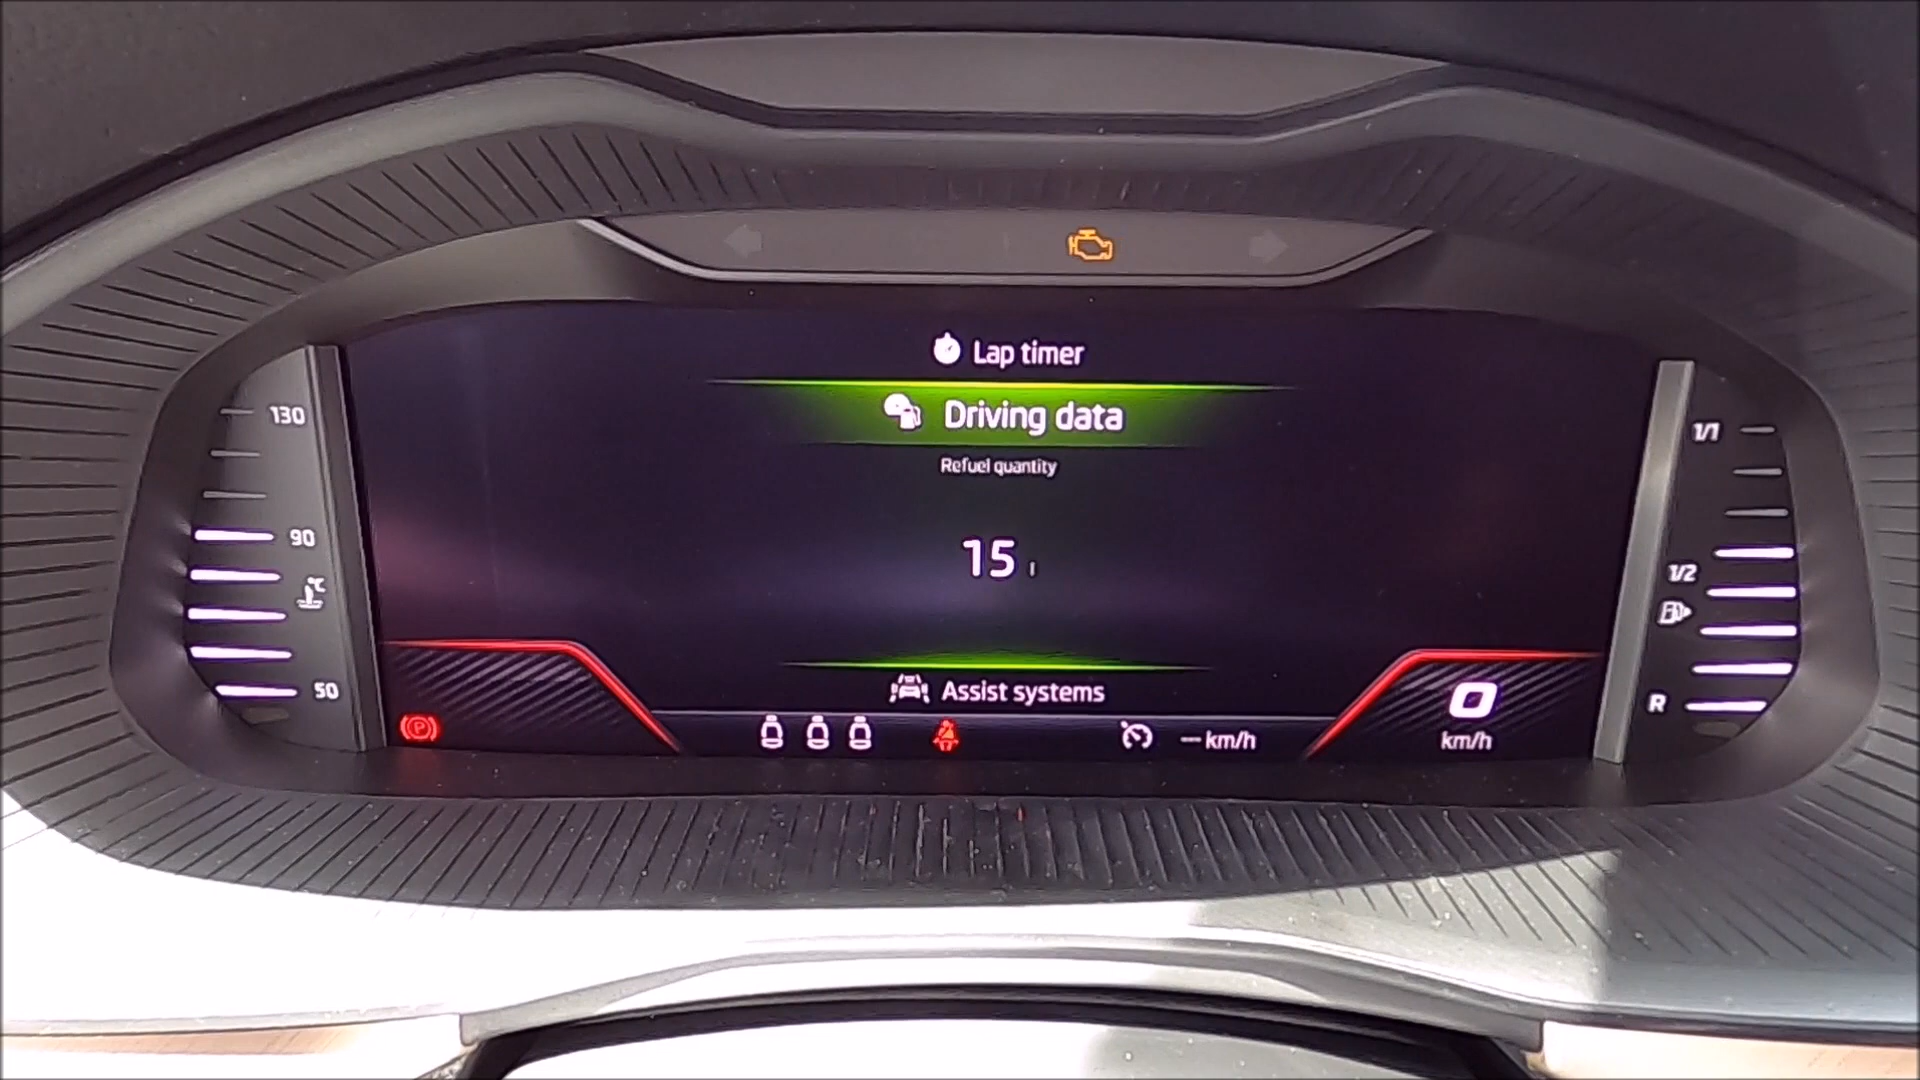 Lap timer
Driving data
Refuel quantity
15 l
Assist systems
130
90
°C
50
1/1
1/2
R
P
-- km/h
0
km/h